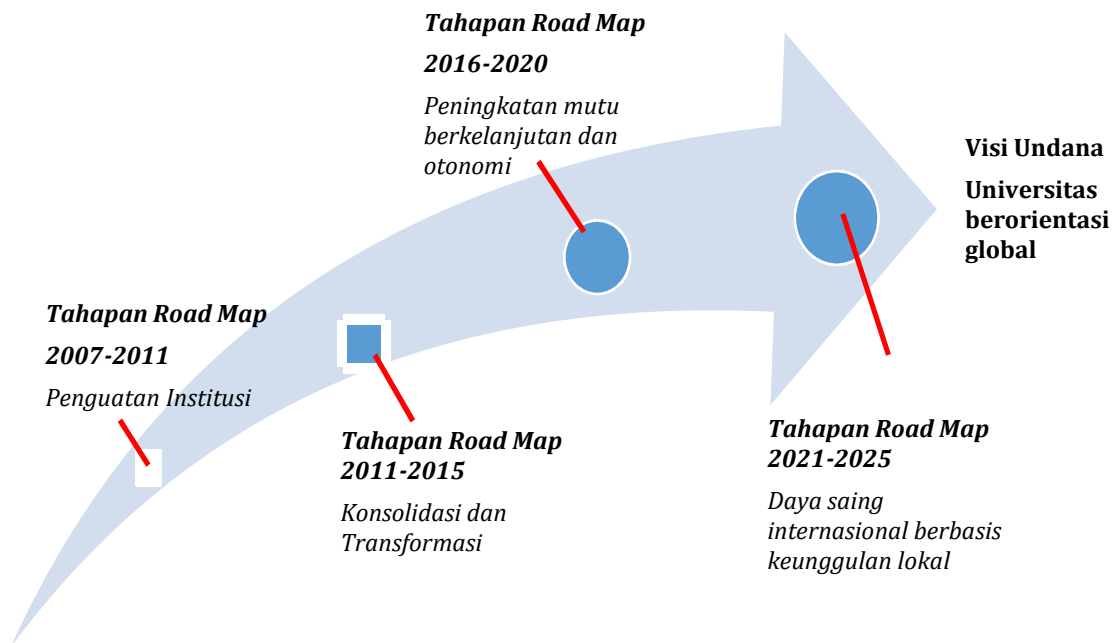 Tahapan Road Map
2007-2011
Penguatan Institusi
Tahapan Road Map
2011-2015
Konsolidasi dan
Transformasi
Tahapan Road Map
2016-2020
Peningkatan mutu
berkelanjutan dan
otonomi
Tahapan Road Map
2021-2025
Daya saing
internasional berbasis
keunggulan lokal
Visi Undana
Universitas
berorientasi
global